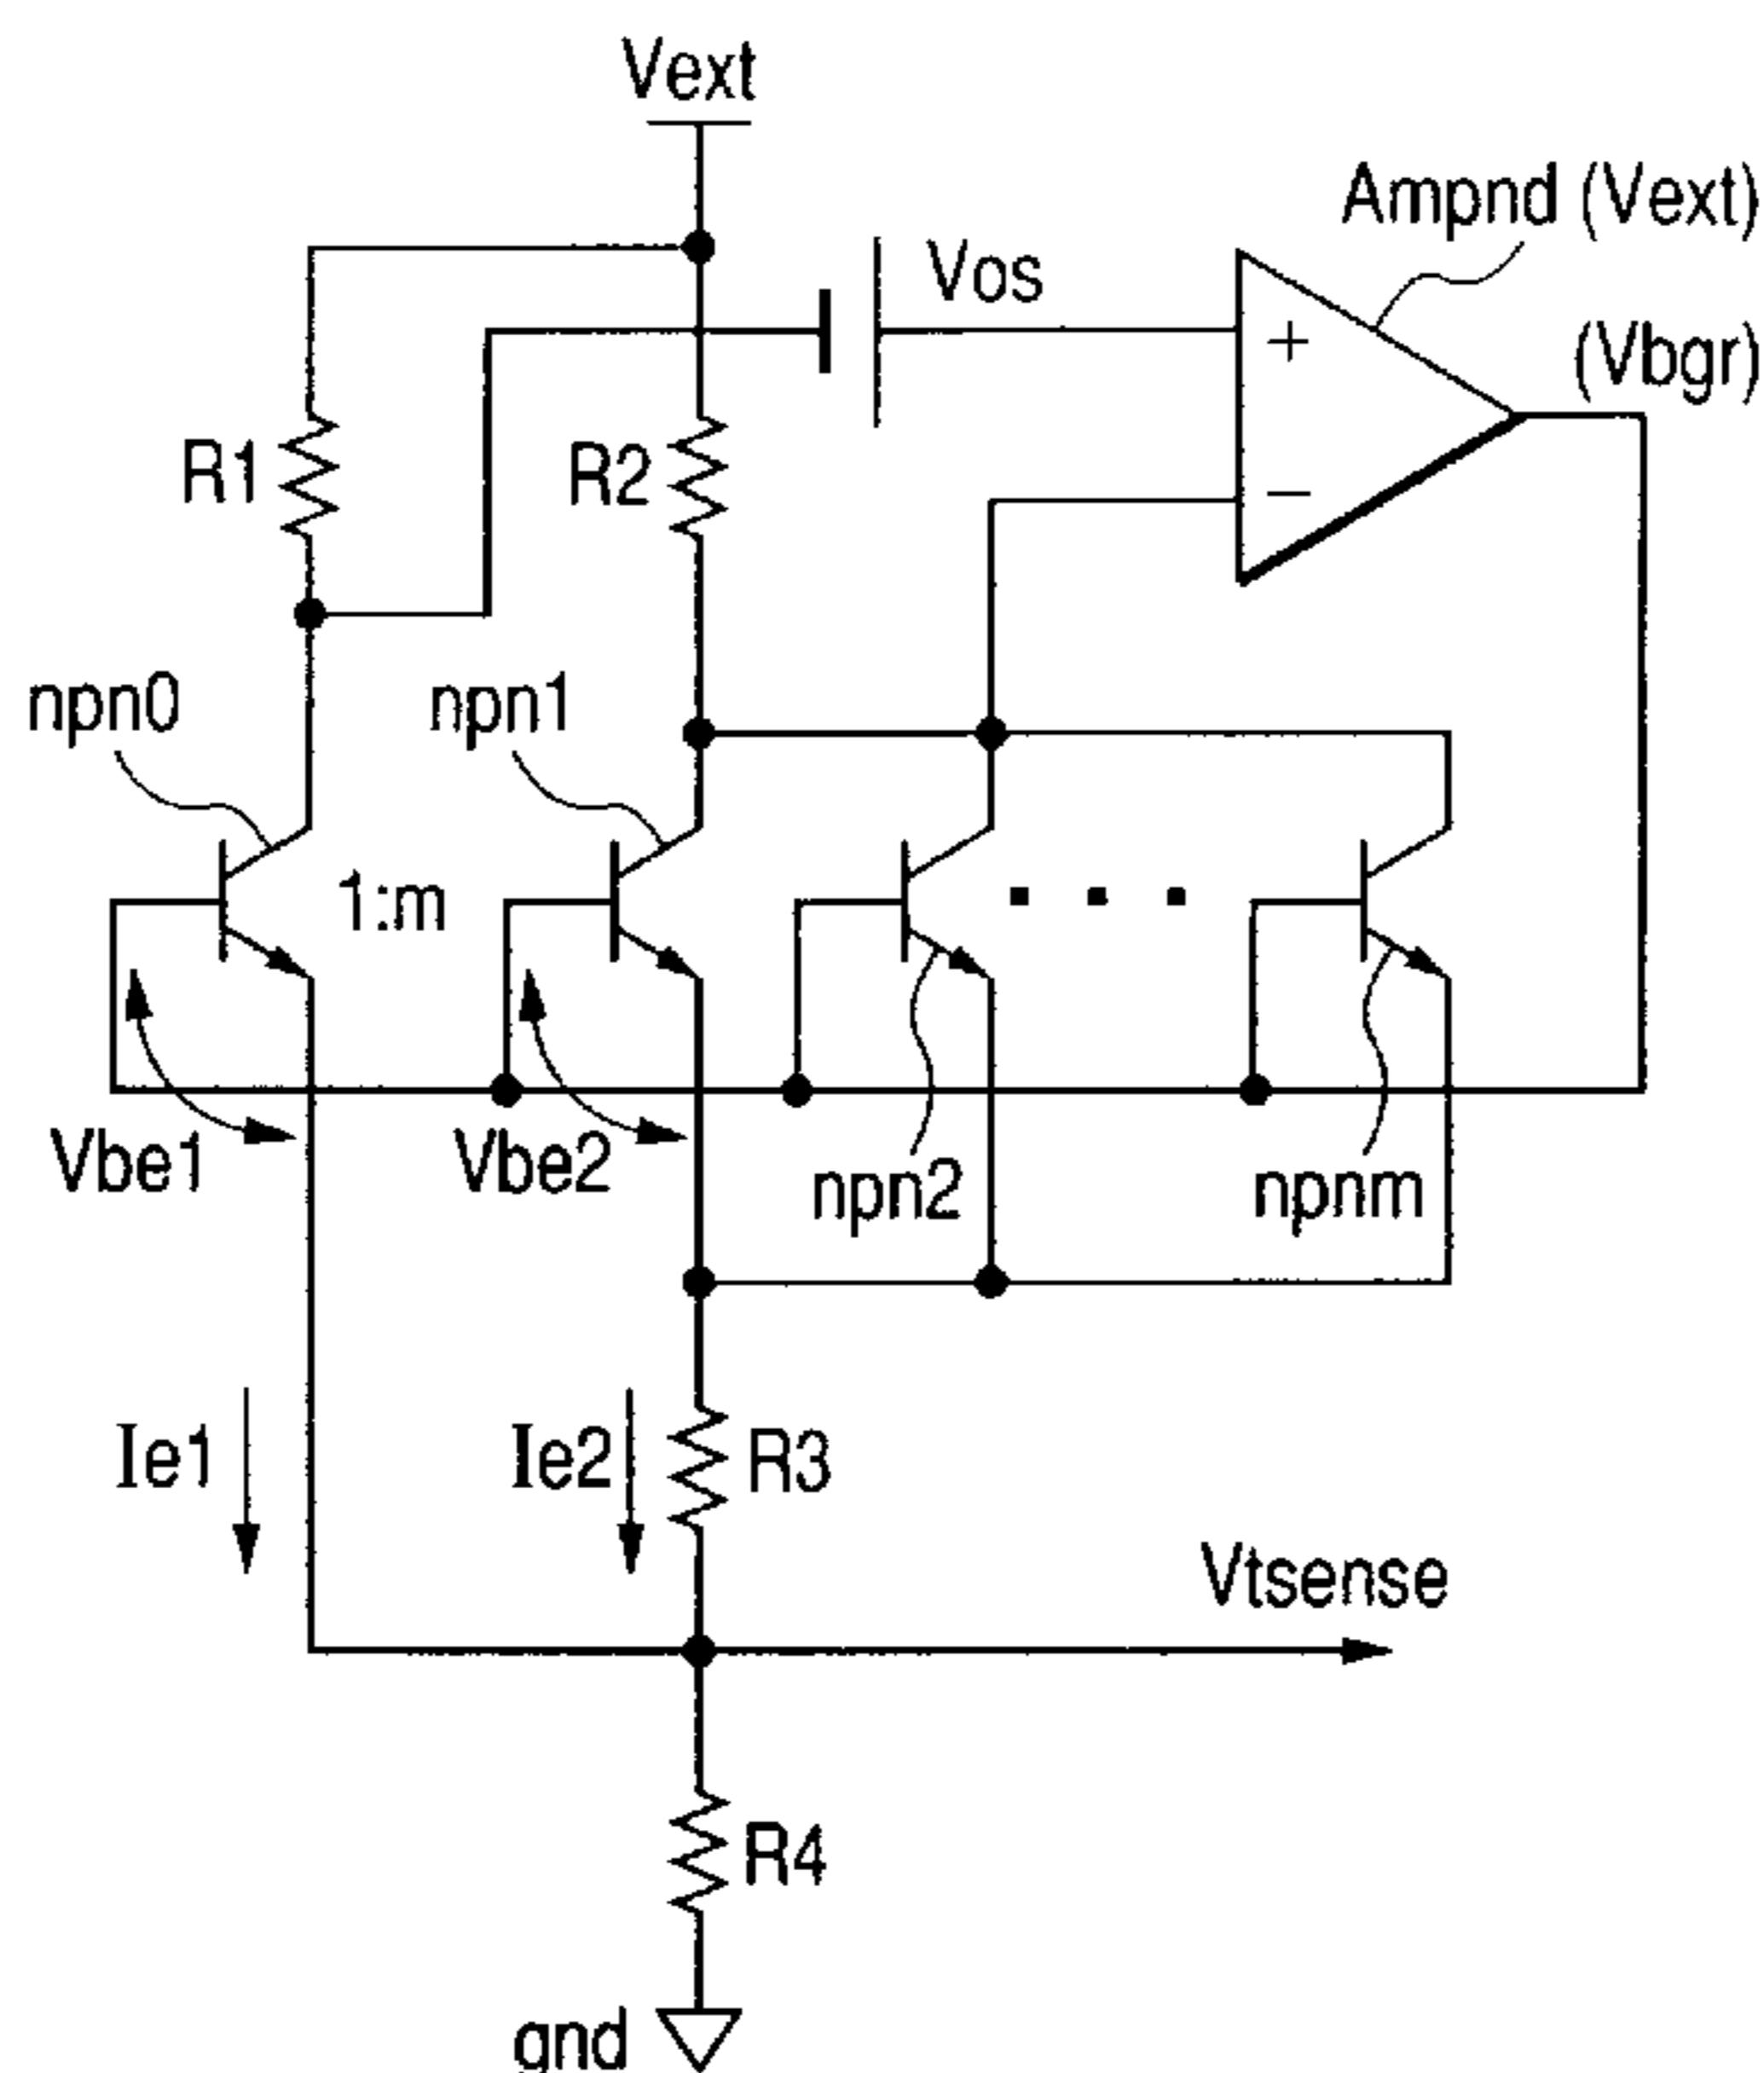 Vext
Ampnd (Vext)
Vos
(Vbgr)
+
R1
R2
−
npn0
npn1
1:m
Vbe1
Vbe2
npn2
npnm
Ie1
Ie2
R3
Vtsense
R4
gnd